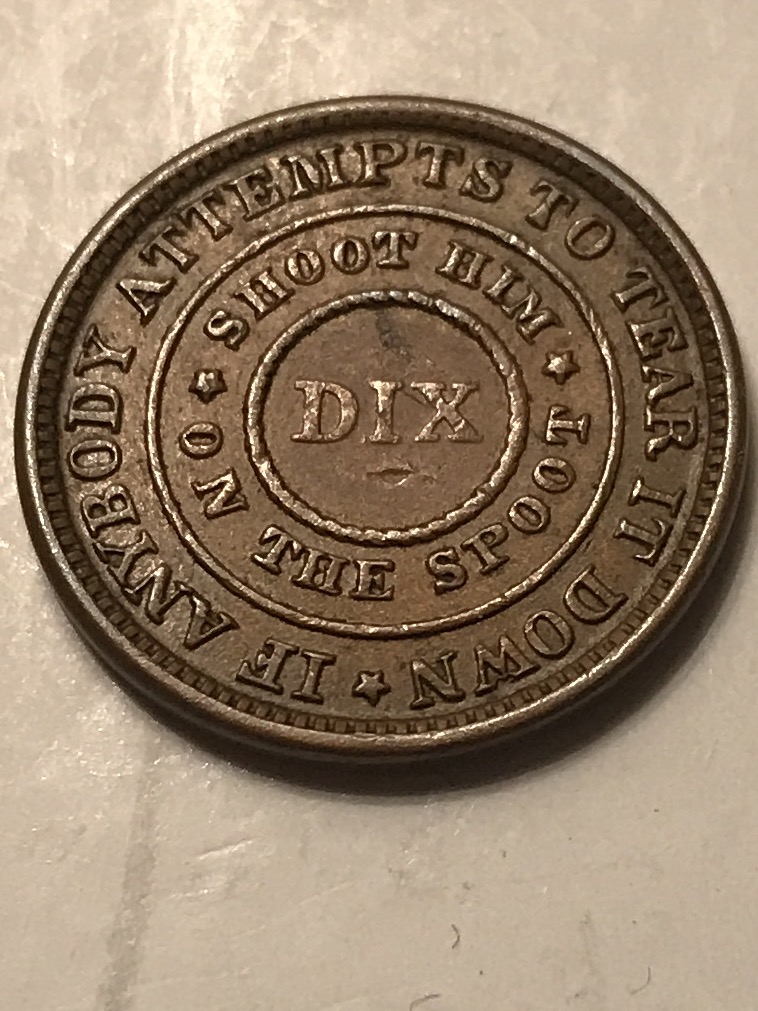 IF ANYBODY ATTEMPTS TO TEAR IT DOWN
SHOOT HIM
ON THE SPOOT
DIX